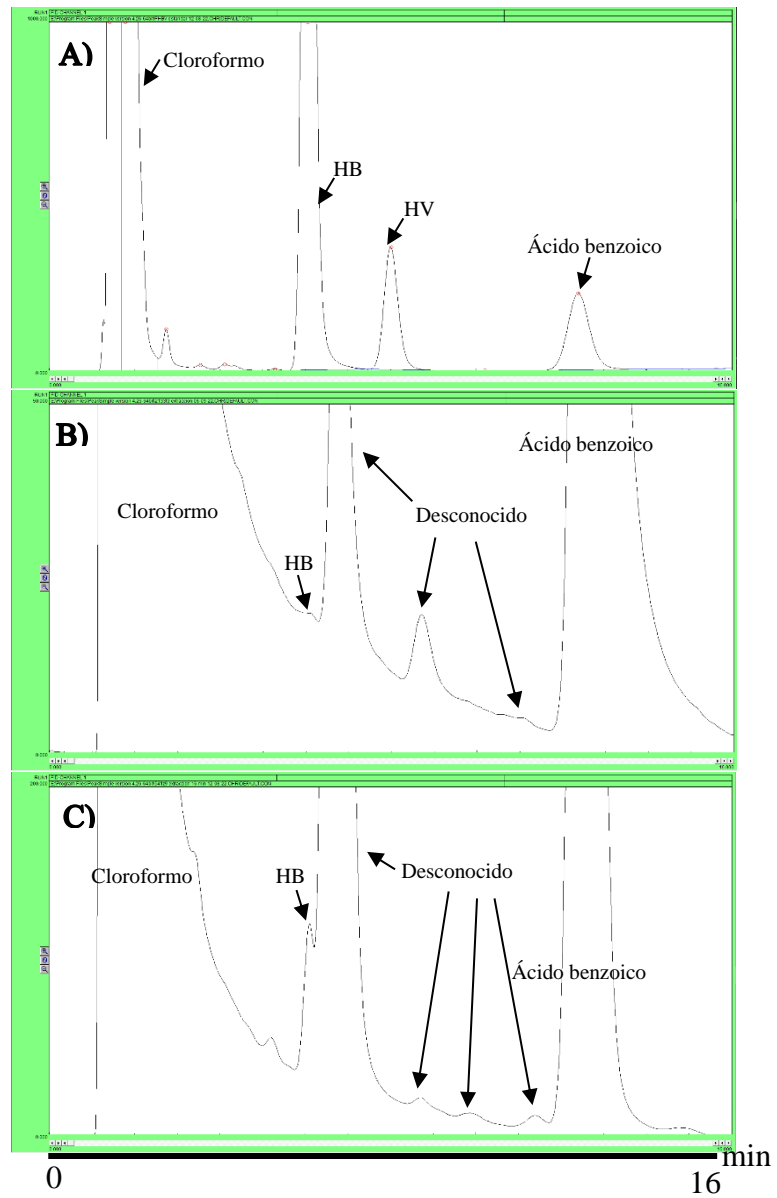 A)
Cloroformo
HB
HV
Ácido benzoico
B)
Ácido benzoico
Cloroformo
Desconocido
HB
C)
Cloroformo
HB
Desconocido
Ácido benzoico
min
0
16